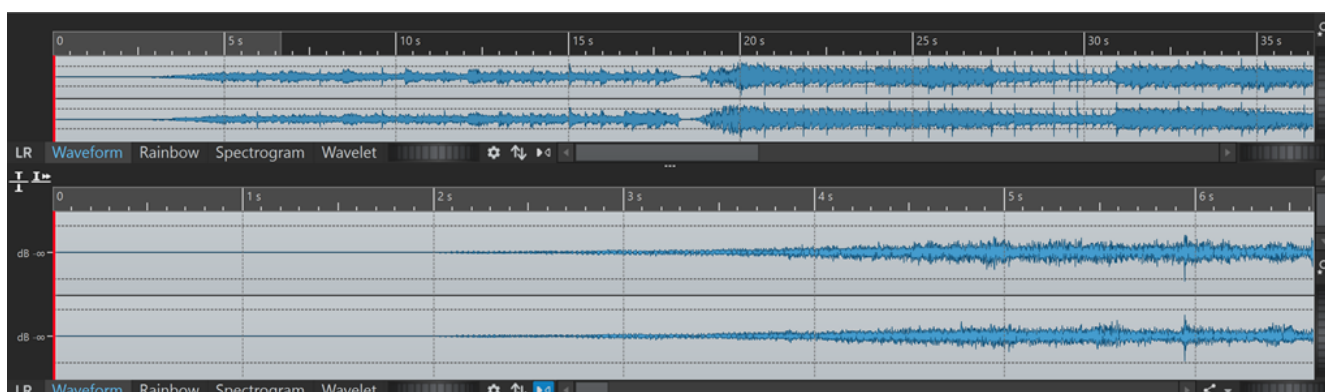 0 5 s 10 s 15 s 20 s 25 s 30 s 35 s
LR Waveform Rainbow Spectrogram Wavelet
0 1 s 2 s 3 s 4 s 5 s 6 s
dB -∞
dB -∞
LR Waveform Rainbow Spectrogram Wavelet